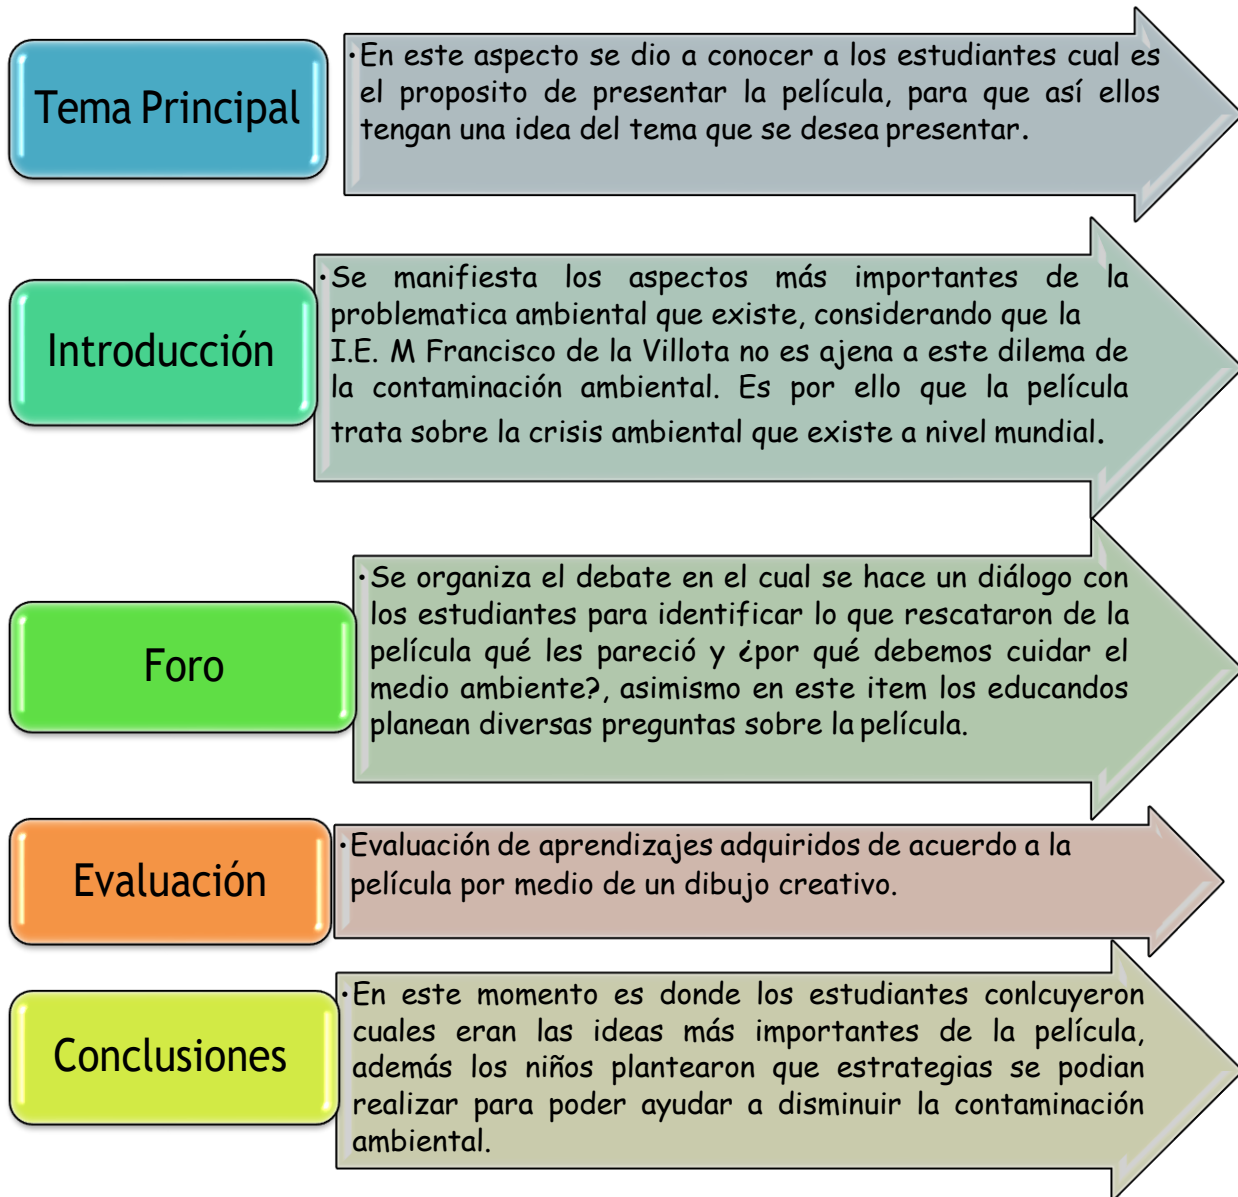 Tema Principal
·En este aspecto se dio a conocer a los estudiantes cual es
el proposito de presentar la película, para que así ellos
tengan una idea del tema que se desea presentar.
Introducción
·Se manifiesta los aspectos más importantes de la
problematica ambiental que existe, considerando que la
I.E. M Francisco de la Villota no es ajena a este dilema de
la contaminación ambiental. Es por ello que la película
trata sobre la crisis ambiental que existe a nivel mundial.
Foro
·Se organiza el debate en el cual se hace un diálogo con
los estudiantes para identificar lo que rescataron de la
película qué les pareció y ¿por qué debemos cuidar el
medio ambiente?, asimismo en este item los educandos
planean diversas preguntas sobre la película.
Evaluación
·Evaluación de aprendizajes adquiridos de acuerdo a la
película por medio de un dibujo creativo.
Conclusiones
·En este momento es donde los estudiantes conlcuyeron
cuales eran las ideas más importantes de la película,
además los niños plantearon que estrategias se podian
realizar para poder ayudar a disminuir la contaminación
ambiental.